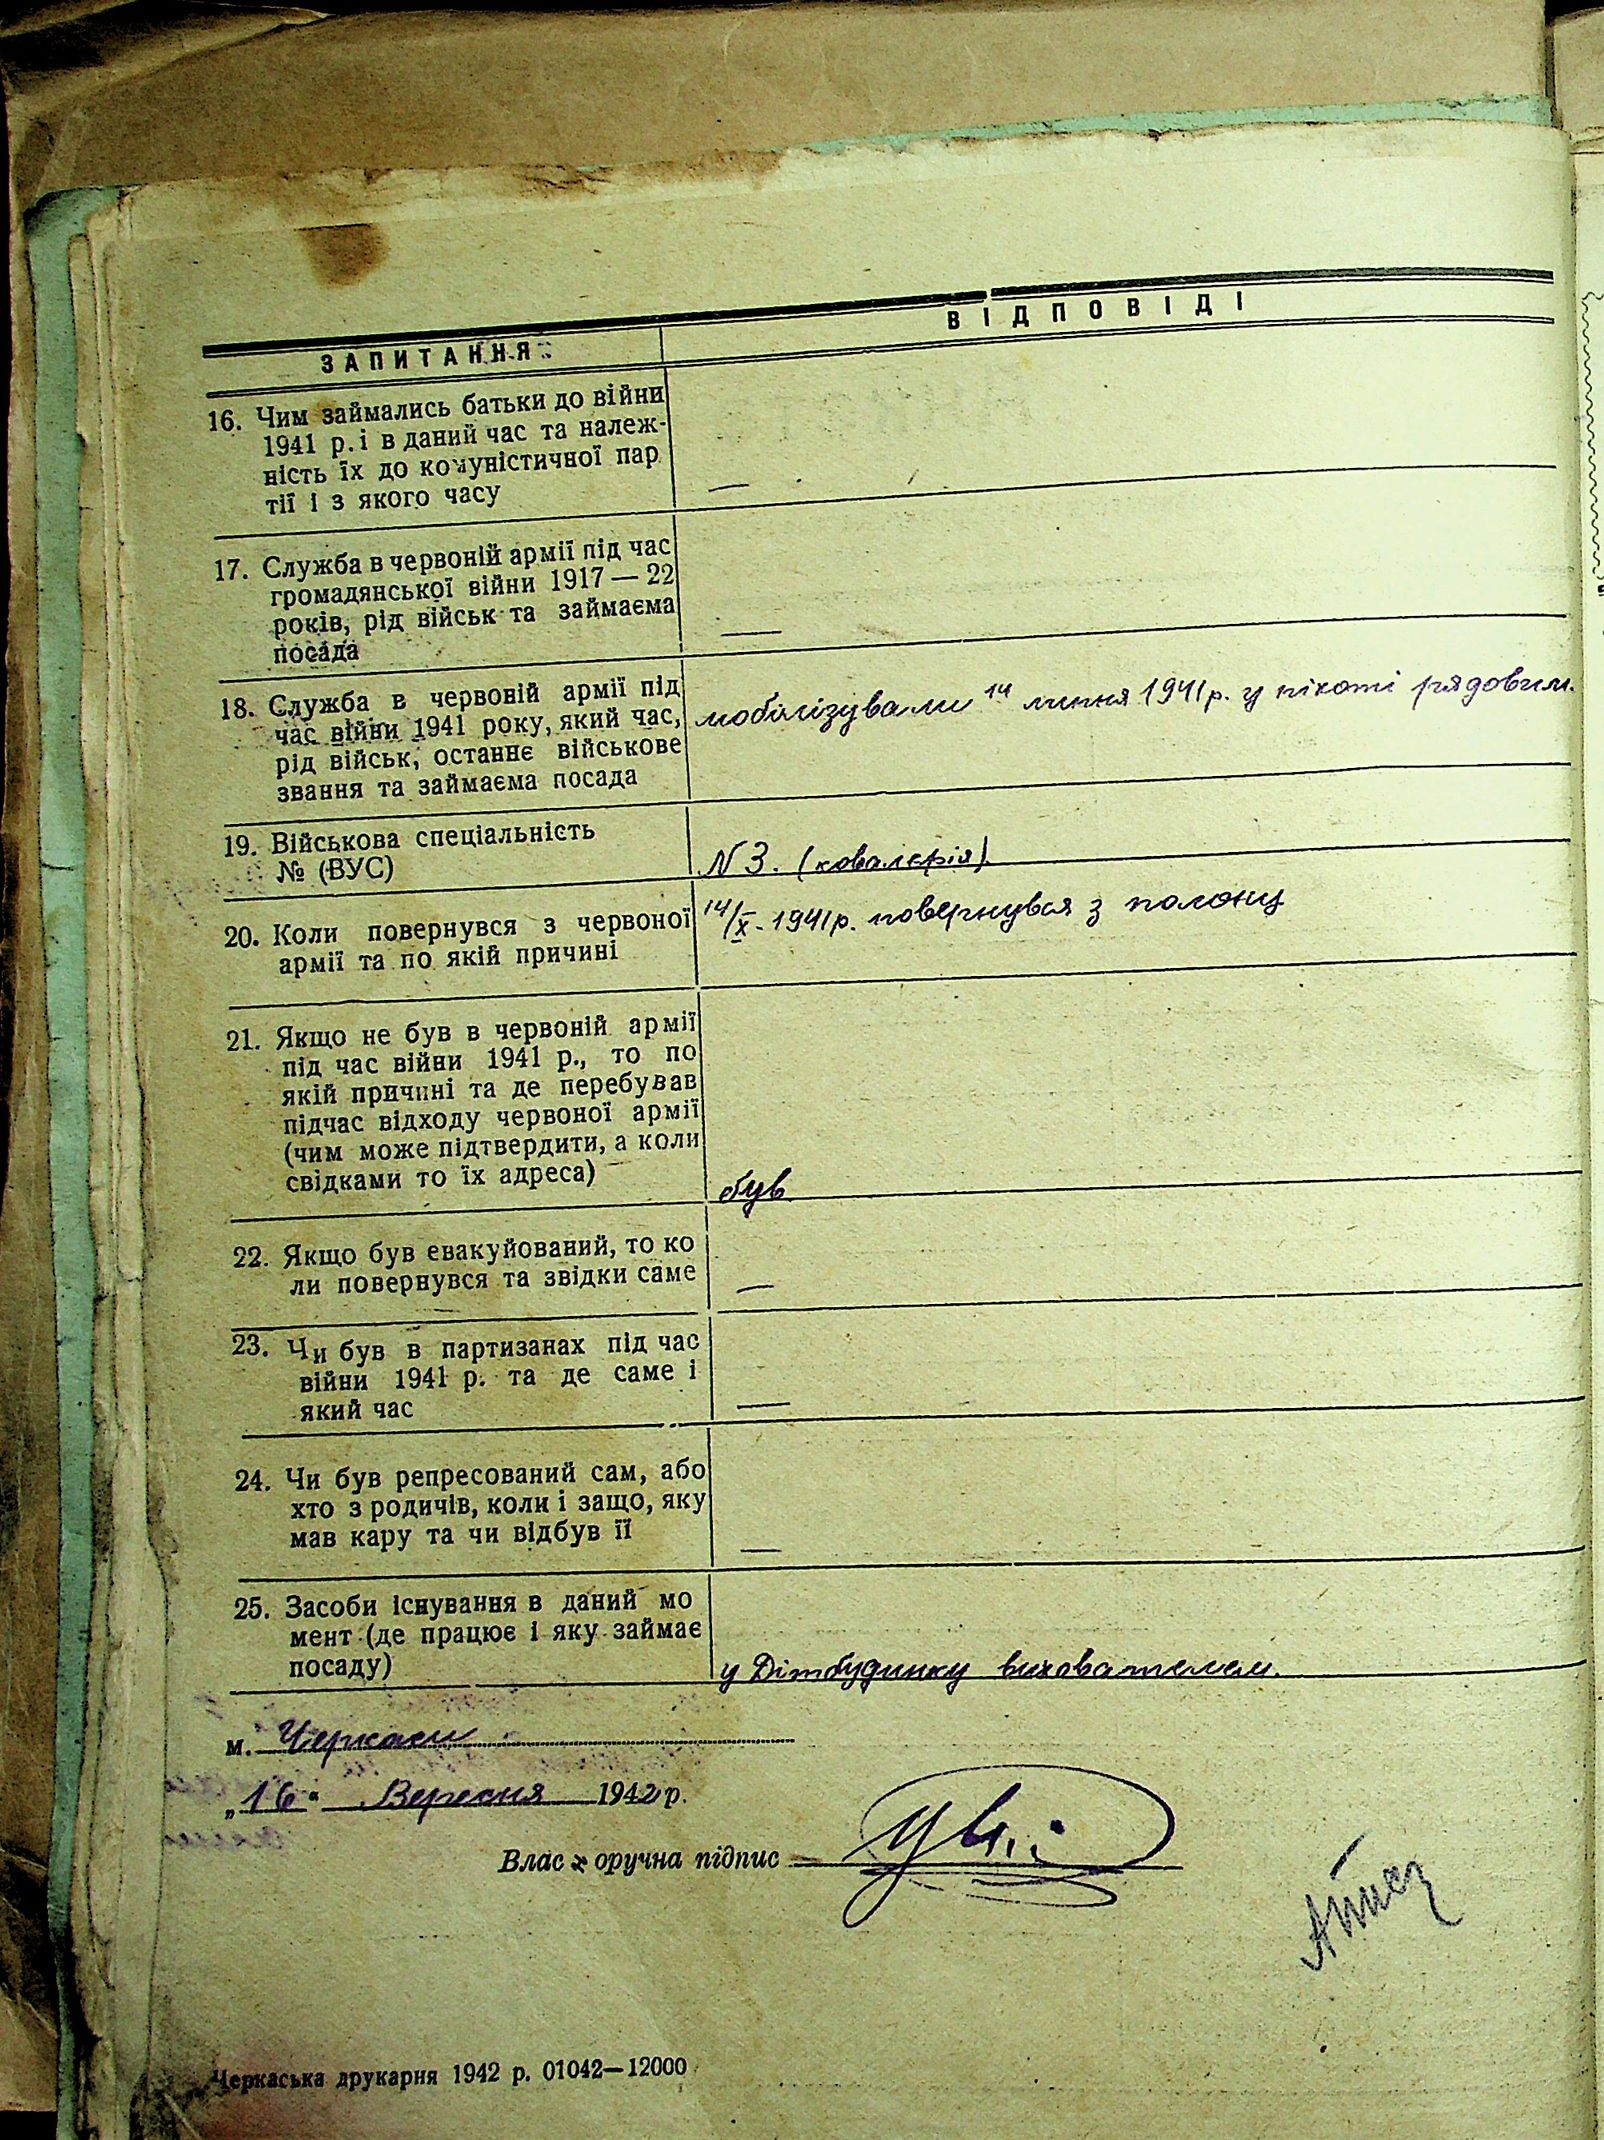 ЗАПИТАННЯ
ВІДПОВІДІ
16. Чим займались батьки до війни
1941 р. і в даний час та належ-
ність їх до комуністичної пар
тії і з якого часу
—
17. Служба в червоній армії під час
громадянської війни 1917 — 22
років, рід військ та займаєма
посада
—
18. Служба в червоній армії під
час війни 1941 року, який час,
рід військ, останнє військове
звання та займаєма посада
мобілізували 14 липня 1941 р. у піхоті рядовим.
19. Військова спеціальність
№ (ВУС)
N 3. (ковалерія)
20. Коли повернувся з червоної
армії та по якій причині
14/X - 1941 р. повернувся з полону
21. Якщо не був в червоній армії
під час війни 1941 р., то по
якій причині та де перебував
підчас відходу червоної армії
(чим може підтвердити, а коли
свідками то їх адреса)
був
22. Якщо був евакуйований, то ко
ли повернувся та звідки саме
—
23. Чи був в партизанах під час
війни 1941 р. та де саме і
який час
—
24. Чи був репресований сам, або
хто з родичів, коли і защо, яку
мав кару та чи відбув її
—
25. Засоби існування в даний мо
мент (де працює і яку займає
посаду)
у Дітбудинку вихователем.
м. Черкаси
„16" Вересня 1942 р.
Власноручна підпис
Черкаська друкарня 1942 р. 01042—12000